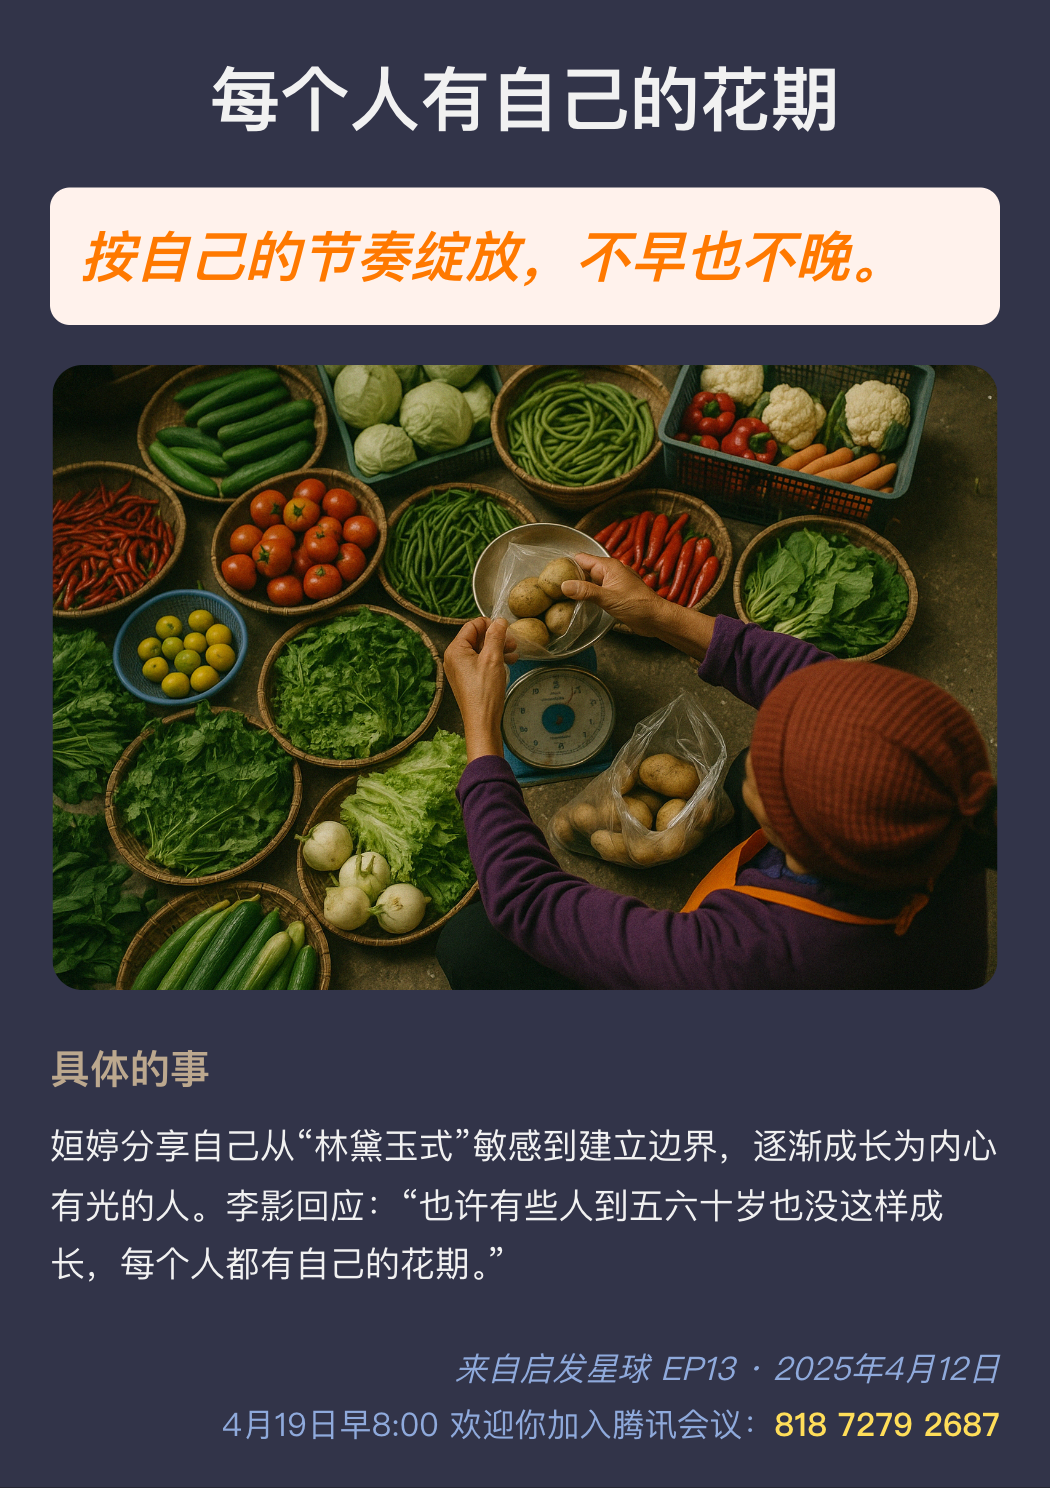 每个人有自己的花期
按自己的节奏绽放，不早也不晚。
具体的事
姮婷分享自己从“林黛玉式”敏感到建立边界，逐渐成长为内心
有光的人。李影回应：“也许有些人到五六十岁也没这样成
长，每个人都有自己的花期。”
来自启发星球 EP13 · 2025年4月12日
4月19日早8:00 欢迎你加入腾讯会议：818 7279 2687